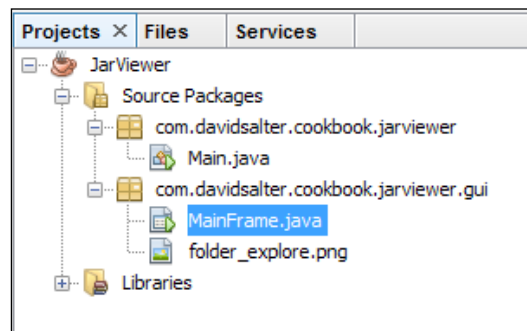 Projects × Files Services
JarViewer
Source Packages
com.davidsalter.cookbook.jarviewer
Main.java
com.davidsalter.cookbook.jarviewer.gui
MainFrame.java
folder_explore.png
Libraries